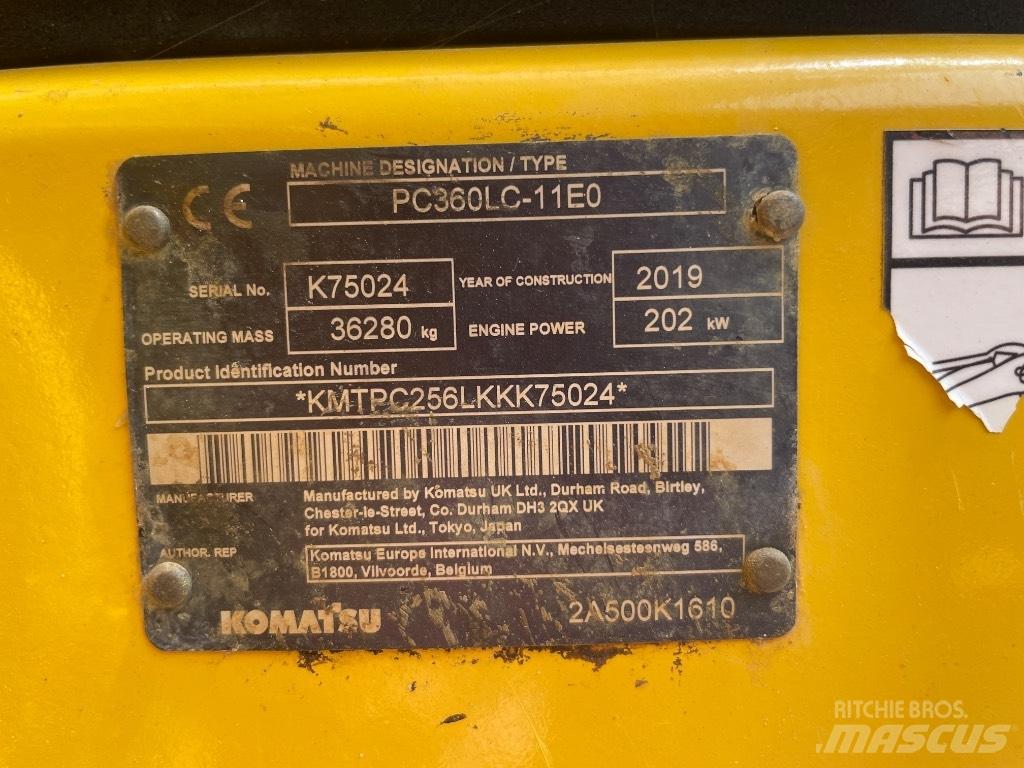 MACHINE DESIGNATION / TYPE
CE PC360LC-11E0
SERIAL No. K75024 YEAR OF CONSTRUCTION 2019
OPERATING MASS 36280 kg ENGINE POWER 202 kW
Product Identification Number
*KMTPC256LKKK75024*
MANUFACTURER Manufactured by Komatsu UK Ltd., Durham Road, Birtley,
Chester-le-Street, Co. Durham DH3 2QX UK
for Komatsu Ltd., Tokyo, Japan
AUTHOR. REP Komatsu Europe International N.V., Mechelsesteenweg 586,
B1800, Vilvoorde, Belgium
KOMATSU 2A500K1610
RITCHIE BROS.
MASCUS